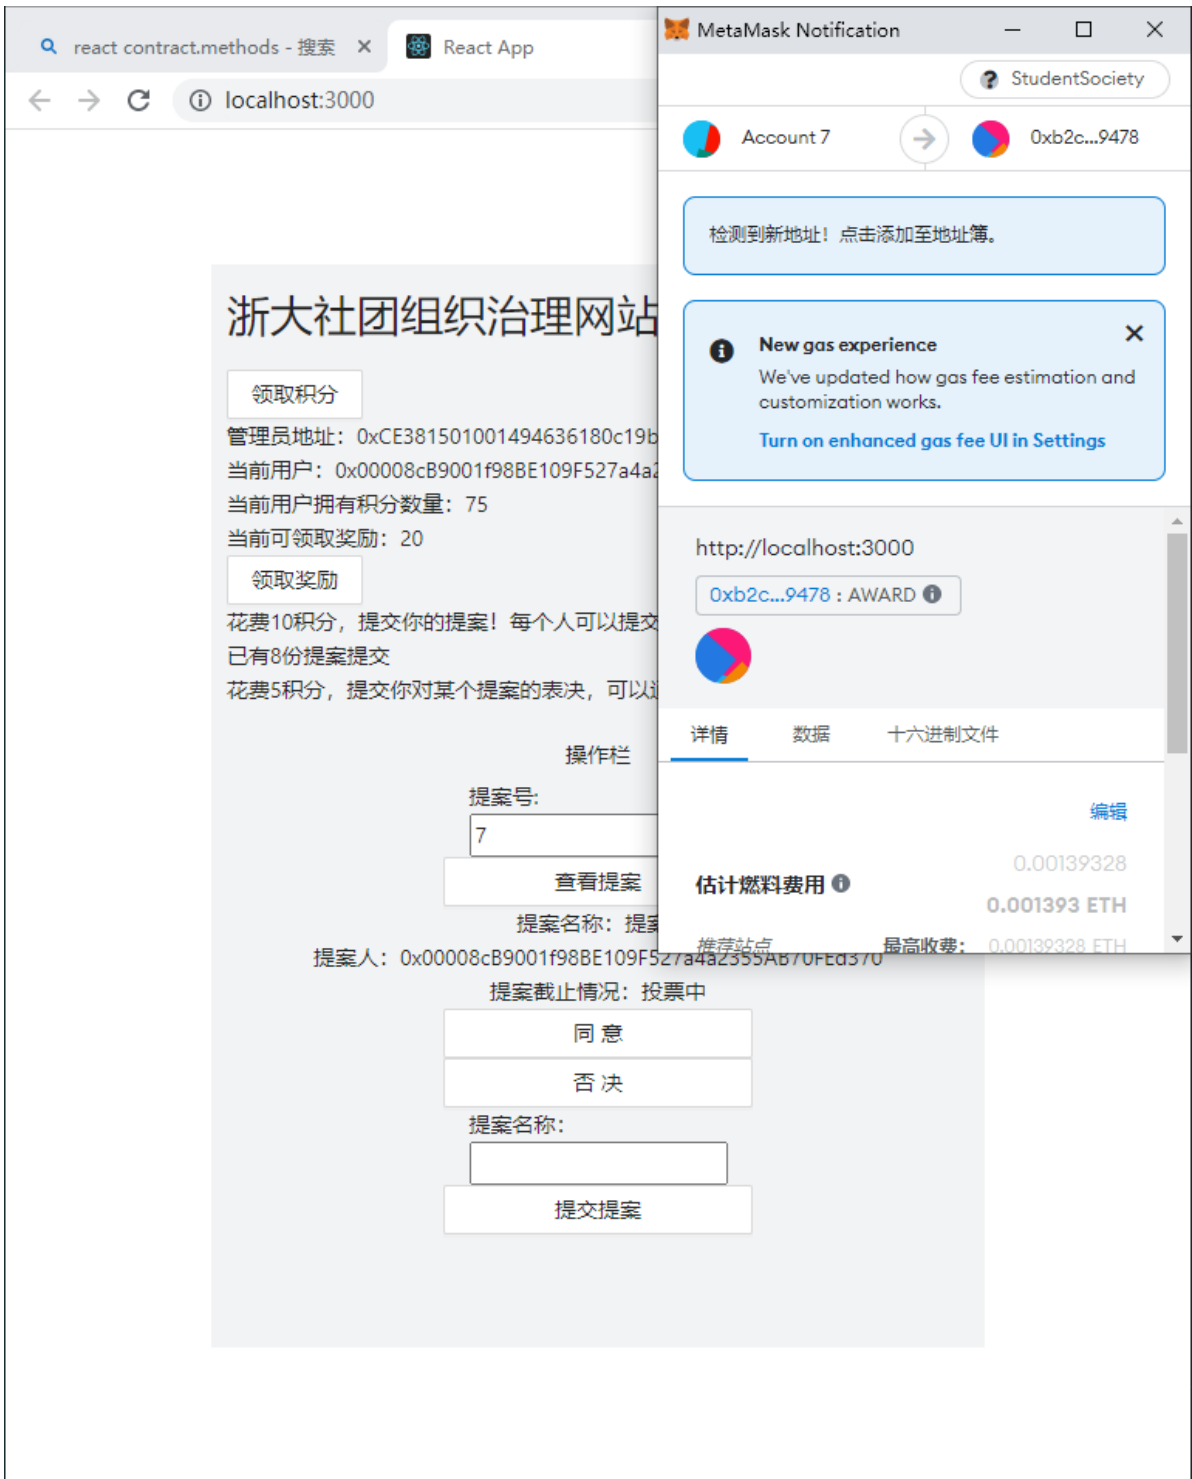 react contract.methods - 搜索
React App
localhost:3000
MetaMask Notification
StudentSociety
Account 7
0xb2c...9478
检测到新地址！点击添加至地址簿。
New gas experience
We've updated how gas fee estimation and
customization works.
Turn on enhanced gas fee UI in Settings
http://localhost:3000
0xb2c...9478 : AWARD
详情
数据
十六进制文件
编辑
0.00139328
估计燃料费用
0.001393 ETH
推荐站点
最高收费：
0.00139328 ETH
浙大社团组织治理网站
领取积分
管理员地址：0xCE381501001494636180c19b
当前用户：0x00008cB9001f98BE109F527a4a2
当前用户拥有积分数量：75
当前可领取奖励：20
领取奖励
花费10积分，提交你的提案！每个人可以提交
已有8份提案提交
花费5积分，提交你对某个提案的表决，可以
操作栏
提案号:
7
查看提案
提案名称：提案
提案人：0x00008cB9001f98BE109F527a4a2355AB70FEd370
提案截止情况：投票中
同 意
否 决
提案名称：
提交提案